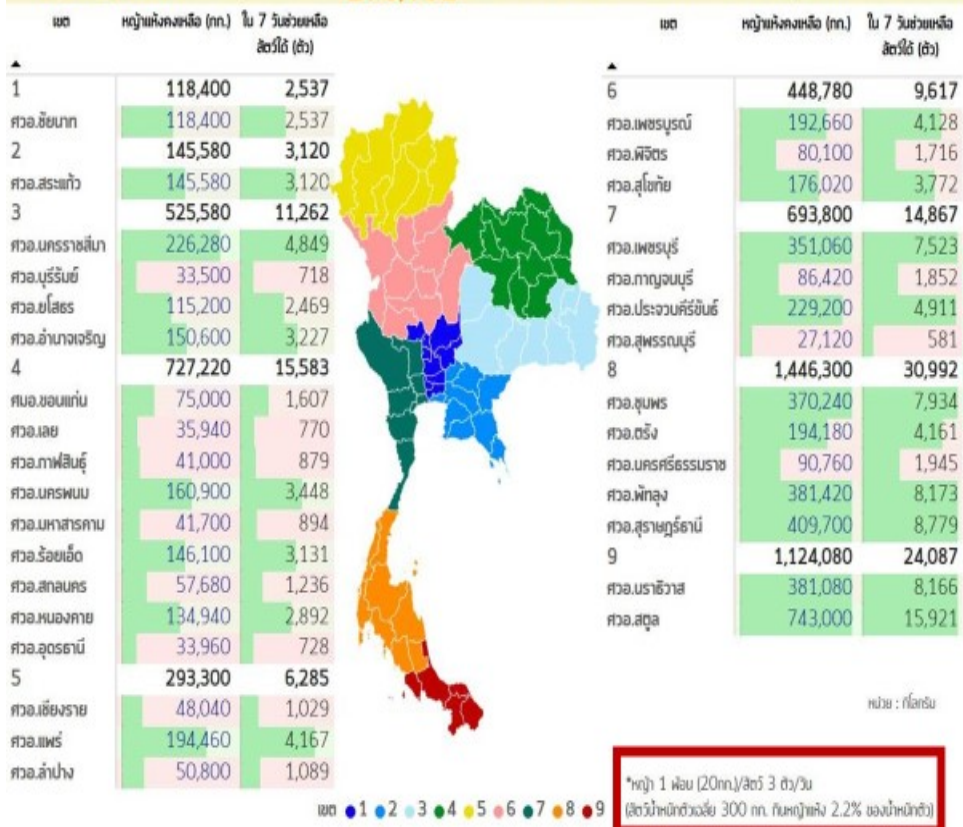 เขต หญ้าแห้งคงเหลือ (กก.) ใน 7 วันช่วยเหลือ
สัตว์ได้ (ตัว)
1 118,400 2,537
ศวอ.ชัยนาท 118,400 2,537
2 145,580 3,120
ศวอ.สระแก้ว 145,580 3,120
3 525,580 11,262
ศวอ.นครราชสีมา 226,280 4,849
ศวอ.บุรีรัมย์ 33,500 718
ศวอ.ยโสธร 115,200 2,469
ศวอ.อำนาจเจริญ 150,600 3,227
4 727,220 15,583
ศมอ.ขอนแก่น 75,000 1,607
ศวอ.เลย 35,940 770
ศวอ.กาฬสินธุ์ 41,000 879
ศวอ.นครพนม 160,900 3,448
ศวอ.มหาสารคาม 41,700 894
ศวอ.ร้อยเอ็ด 146,100 3,131
ศวอ.สกลนคร 57,680 1,236
ศวอ.หนองคาย 134,940 2,892
ศวอ.อุดรธานี 33,960 728
5 293,300 6,285
ศวอ.เชียงราย 48,040 1,029
ศวอ.แพร่ 194,460 4,167
ศวอ.ลำปาง 50,800 1,089
เขต หญ้าแห้งคงเหลือ (กก.) ใน 7 วันช่วยเหลือ
สัตว์ได้ (ตัว)
6 448,780 9,617
ศวอ.เพชรบูรณ์ 192,660 4,128
ศวอ.พิจิตร 80,100 1,716
ศวอ.สุโขทัย 176,020 3,772
7 693,800 14,867
ศวอ.เพชรบุรี 351,060 7,523
ศวอ.กาญจนบุรี 86,420 1,852
ศวอ.ประจวบคีรีขันธ์ 229,200 4,911
ศวอ.สุพรรณบุรี 27,120 581
8 1,446,300 30,992
ศวอ.ชุมพร 370,240 7,934
ศวอ.ตรัง 194,180 4,161
ศวอ.นครศรีธรรมราช 90,760 1,945
ศวอ.พัทลุง 381,420 8,173
ศวอ.สุราษฎร์ธานี 409,700 8,779
9 1,124,080 24,087
ศวอ.นราธิวาส 381,080 8,166
ศวอ.สตูล 743,000 15,921
หน่วย : กิโลกรัม
*หญ้า 1 ฟ่อน (20กก.)/สัตว์ 3 ตัว/วัน
(สัตว์น้ำหนักตัวเฉลี่ย 300 กก. กินหญ้าแห้ง 2.2% ของน้ำหนักตัว)
เขต 1 2 3 4 5 6 7 8 9